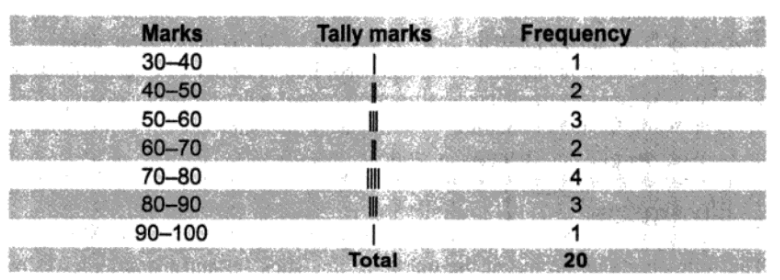 Marks Tally marks Frequency
30–40 | 1
40–50 || 2
50–60 ||| 3
60–70 || 2
70–80 |||| 4
80–90 ||| 3
90–100 | 1
Total 20